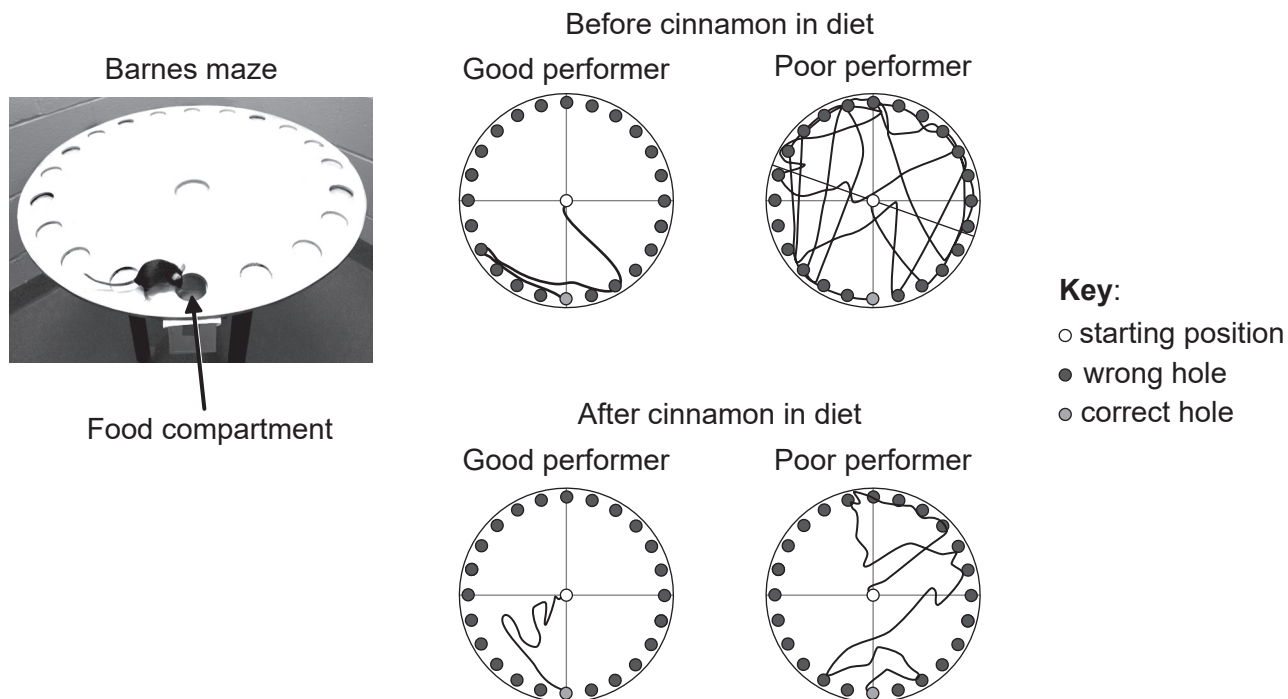 Before cinnamon in diet
Barnes maze
Good performer
Poor performer
Food compartment
Key:
starting position
wrong hole
correct hole
After cinnamon in diet
Good performer
Poor performer